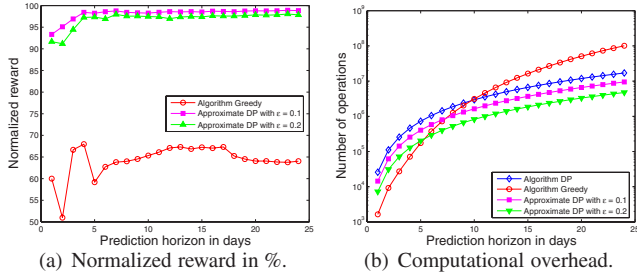 100
95
90
85
80
75
70
65
60
55
50
Normalized reward
Algorithm Greedy
Approximate DP with ε = 0.1
Approximate DP with ε = 0.2
0 5 10 15 20 25
Prediction horizon in days
(a) Normalized reward in %.
10^8
10^7
10^6
10^5
10^4
10^3
Number of operations
Algorithm DP
Algorithm Greedy
Approximate DP with ε = 0.1
Approximate DP with ε = 0.2
0 5 10 15 20 25
Prediction horizon in days
(b) Computational overhead.